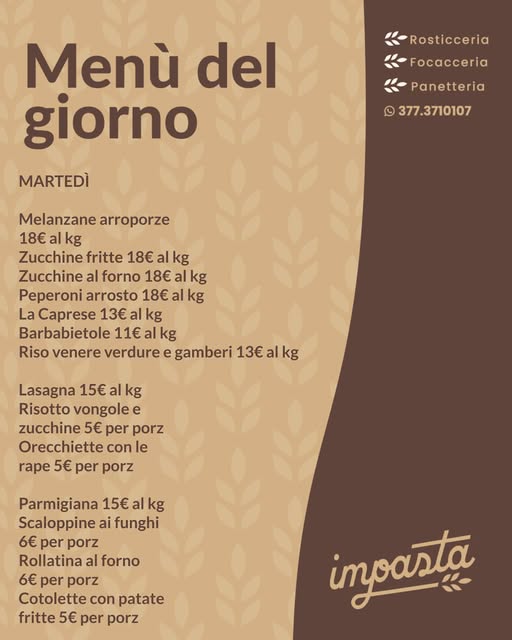 Menù del
giorno
MARTEDÌ
Melanzane arroporze
18€ al kg
Zucchine fritte 18€ al kg
Zucchine al forno 18€ al kg
Peperoni arrosto 18€ al kg
La Caprese 13€ al kg
Barbabietole 11€ al kg
Riso venere verdure e gamberi 13€ al kg
Lasagna 15€ al kg
Risotto vongole e
zucchine 5€ per porz
Orecchiette con le
rape 5€ per porz
Parmigiana 15€ al kg
Scaloppine ai funghi
6€ per porz
Rollatina al forno
6€ per porz
Cotolette con patate
fritte 5€ per porz
Rosticceria
Focacceria
Panetteria
377.3710107
impasta